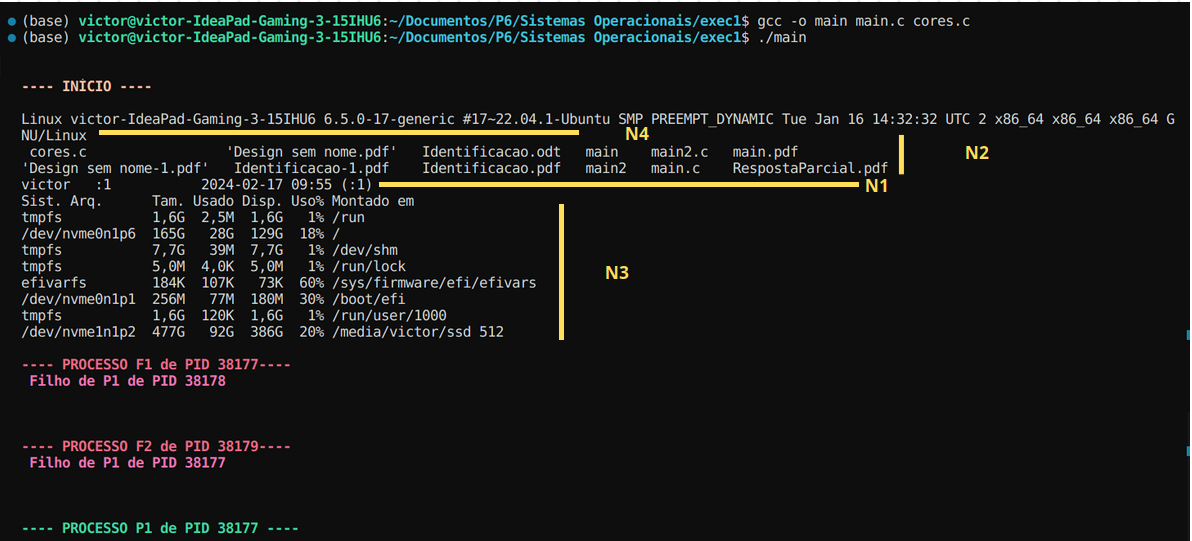 (base) victor@victor-IdeaPad-Gaming-3-15IHU6:~/Documentos/P6/Sistemas Operacionais/exec1$ gcc -o main main.c cores.c
(base) victor@victor-IdeaPad-Gaming-3-15IHU6:~/Documentos/P6/Sistemas Operacionais/exec1$ ./main
---- INÍCIO ----
Linux victor-IdeaPad-Gaming-3-15IHU6 6.5.0-17-generic #17~22.04.1-Ubuntu SMP PREEMPT_DYNAMIC Tue Jan 16 14:32:32 UTC 2 x86_64 x86_64 x86_64 G
NU/Linux N4
cores.c 'Design sem nome.pdf' Identificacao.odt main main2.c main.pdf N2
'Design sem nome-1.pdf' Identificacao-1.pdf Identificacao.pdf main2 main.c RespostaParcial.pdf
victor :1 2024-02-17 09:55 (:1) N1
Sist. Arq. Tam. Usado Disp. Uso% Montado em
tmpfs 1,6G 2,5M 1,6G 1% /run
/dev/nvme0n1p6 165G 28G 129G 18% /
tmpfs 7,7G 39M 7,7G 1% /dev/shm
tmpfs 5,0M 4,0K 5,0M 1% /run/lock N3
efivarfs 184K 107K 73K 60% /sys/firmware/efi/efivars
/dev/nvme0n1p1 256M 77M 180M 30% /boot/efi
tmpfs 1,6G 120K 1,6G 1% /run/user/1000
/dev/nvme1n1p2 477G 92G 386G 20% /media/victor/ssd 512
---- PROCESSO F1 de PID 38177----
Filho de P1 de PID 38178
---- PROCESSO F2 de PID 38179----
Filho de P1 de PID 38177
---- PROCESSO P1 de PID 38177 ----